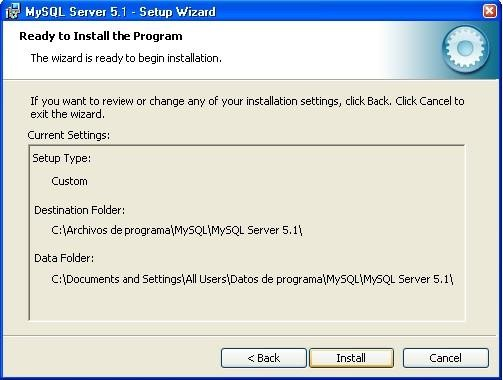 MySQL Server 5.1 - Setup Wizard
Ready to Install the Program
The wizard is ready to begin installation.
If you want to review or change any of your installation settings, click Back. Click Cancel to
exit the wizard.
Current Settings:
Setup Type:
Custom
Destination Folder:
C:\Archivos de programa\MySQL\MySQL Server 5.1\
Data Folder:
C:\Documents and Settings\All Users\Datos de programa\MySQL\MySQL Server 5.1\
< Back
Install
Cancel